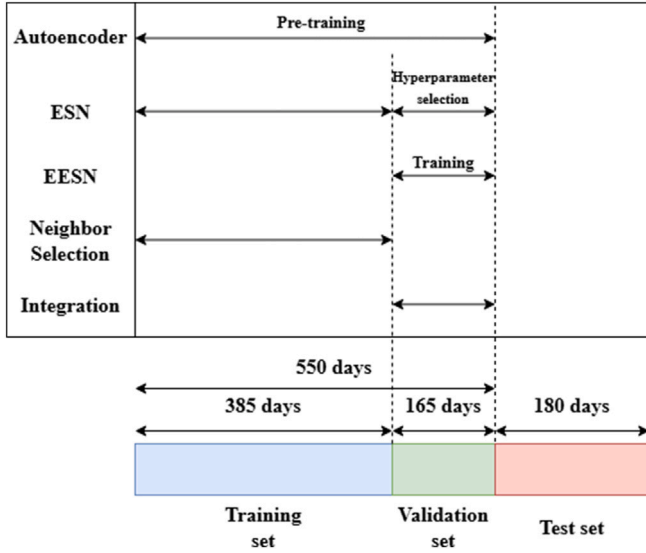 Pre-training
Autoencoder
Hyperparameter
selection
ESN
EESN
Training
Neighbor
Selection
Integration
550 days
385 days
165 days
180 days
Training
set
Validation
set
Test set